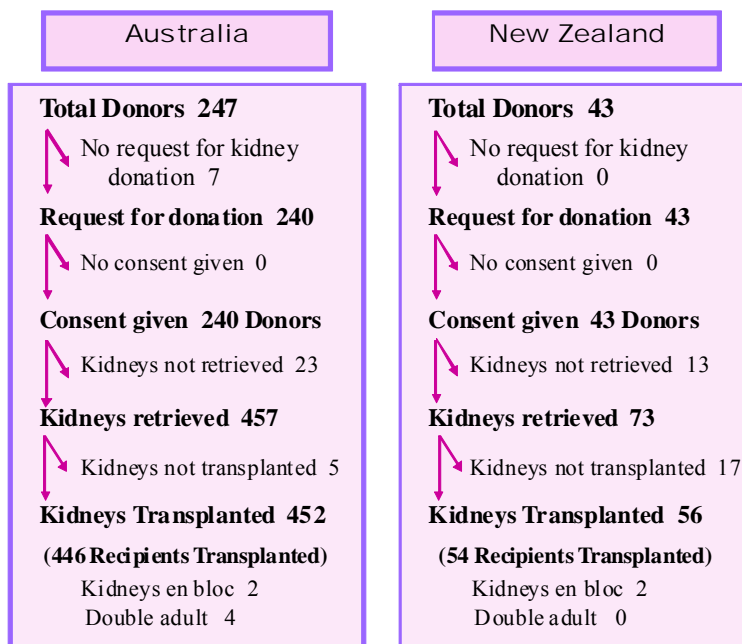 Australia
Total Donors 247
No request for kidney
donation 7
Request for donation 240
No consent given 0
Consent given 240 Donors
Kidneys not retrieved 23
Kidneys retrieved 457
Kidneys not transplanted 5
Kidneys Transplanted 452
(446 Recipients Transplanted)
Kidneys en bloc 2
Double adult 4
New Zealand
Total Donors 43
No request for kidney
donation 0
Request for donation 43
No consent given 0
Consent given 43 Donors
Kidneys not retrieved 13
Kidneys retrieved 73
Kidneys not transplanted 17
Kidneys Transplanted 56
(54 Recipients Transplanted)
Kidneys en bloc 2
Double adult 0